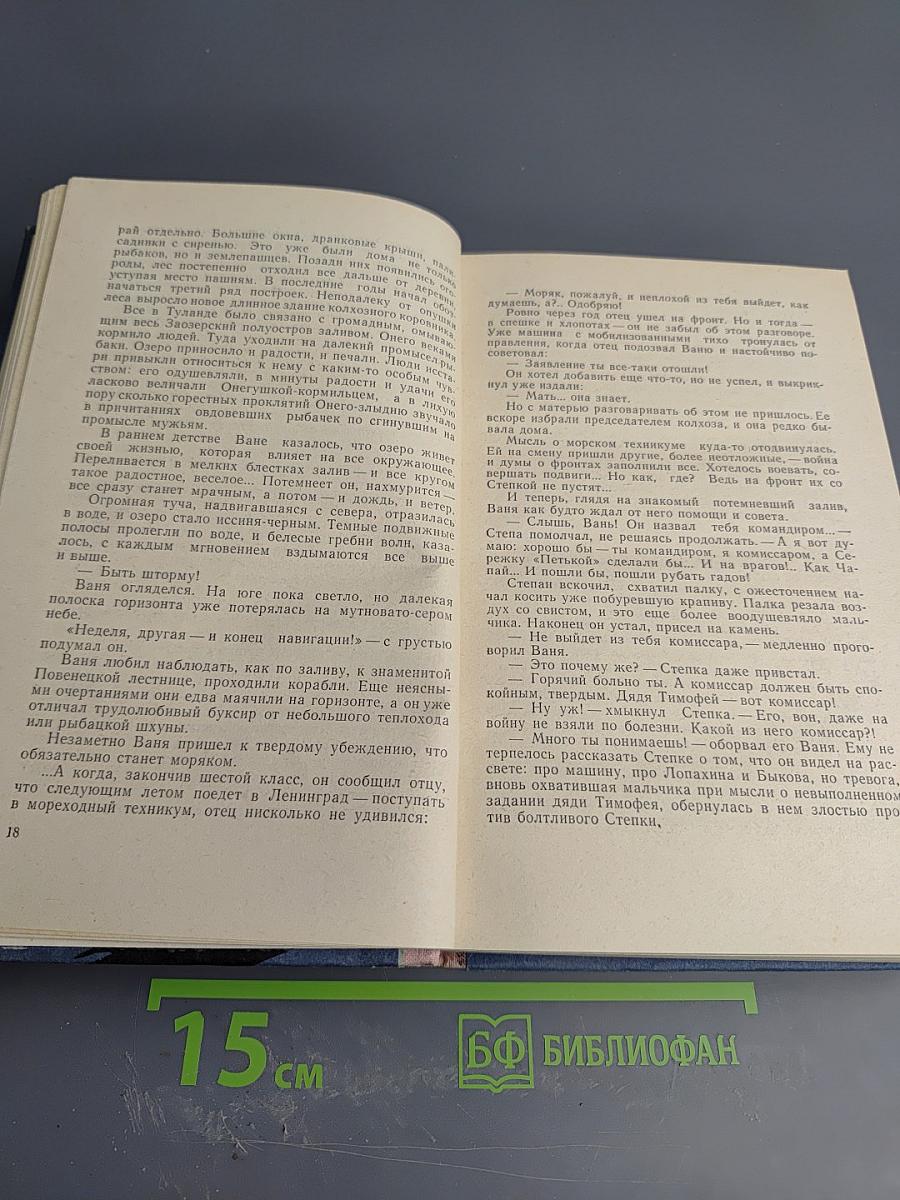 рай отдельно. Большие окна, дранковые крыши, пали-
садники с сиренью. Это уже были дома не только
рыбаков, но и землепашцев. Позади них появились ого-
роды, лес постепенно отходил все дальше от деревни,
уступая место пашням. В последние годы начал обоз-
начаться третий ряд построек. Неподалеку от опушки
леса выросло новое длинное здание колхозного коровника.
Все в Туланде было связано с громадным, омываю-
щим весь Заозерский полуостров заливом. Онего веками
кормило людей. Туда уходили на далекий промысел ры-
баки. Озеро приносило и радости, и печали. Люди исста-
ри привыкли относиться к нему с каким-то особым чув-
ством: его одушевляли, в минуты радости и удачи его
ласково величали Онегушкой-кормильцем, а в лихую
пору сколько горестных проклятий Онего-злыдню звучало
в причитаниях овдовевших рыбачек по сгинувшим на
промысле мужьям.
В раннем детстве Ване казалось, что озеро живет
своей жизнью, которая влияет на все окружающее.
Переливается в мелких блестках залив — и все кругом
такое радостное, веселое... Потемнеет он, нахмурится —
все сразу станет мрачным, а потом — и дождь, и ветер.
Огромная туча, надвигавшаяся с севера, отразилась
в воде, и озеро стало иссиня-черным. Темные подвижные
полосы пролегли по воде, и белесые гребни волн, каза-
лось, с каждым мгновением вздымаются все выше
и выше.
— Быть шторму!
Ваня огляделся. На юге пока светло, но далекая
полоска горизонта уже потерялась на мутновато-сером
небе.
«Неделя, другая — и конец навигации!» — с грустью
подумал он.
Ваня любил наблюдать, как по заливу, к знаменитой
Повенецкой лестнице, проходили корабли. Еще неясны-
ми очертаниями они едва маячили на горизонте, а он уже
отличал трудолюбивый буксир от небольшого теплохода
или рыбацкой шхуны.
Незаметно Ваня пришел к твердому убеждению, что
обязательно станет моряком.
...А когда, закончив шестой класс, он сообщил отцу,
что следующим летом поедет в Ленинград — поступать
в мореходный техникум, отец нисколько не удивился:
18
— Моряк, пожалуй, и неплохой из тебя выйдет, как
думаешь, а?.. Одобряю!
Ровно через год отец ушел на фронт. Но и тогда —
в спешке и хлопотах — он не забыл об этом разговоре.
Уже машина с мобилизованными тихо тронулась от
правления, когда отец подозвал Ваню и настойчиво по-
советовал:
— Заявление ты все-таки отошли!
Он хотел добавить еще что-то, но не успел, и выкрик-
нул уже издали:
— Мать... она знает.
Но с матерью разговаривать об этом не пришлось. Ее
вскоре избрали председателем колхоза, и она редко бы-
вала дома.
Мысль о морском техникуме куда-то отодвинулась.
Ей на смену пришли другие, более неотложные, — война
и думы о фронтах заполнили все. Хотелось воевать, со-
вершать подвиги... Но как, где? Ведь на фронт их со
Степкой не пустят...
И теперь, глядя на знакомый потемневший залив,
Ваня как будто ждал от него помощи и совета.
— Слышь, Вань! Он назвал тебя командиром... —
Степа помолчал, не решаясь продолжать. — А я вот ду-
маю: хорошо бы — ты командиром, я комиссаром, а Се-
режку «Петькой» сделали бы... И на врагов!.. Как Ча-
пай... И пошли бы, пошли рубать гадов!
Степан вскочил, схватил палку, с ожесточением на-
чал косить уже побуревшую крапиву. Палка резала воз-
дух со свистом, и это еще более воодушевляло маль-
чика. Наконец он устал, присел на камень.
— Не выйдет из тебя комиссара, — медленно прого-
ворил Ваня.
— Это почему же? — Степка даже привстал.
— Горячий больно ты. А комиссар должен быть спо-
койным, твердым. Дядя Тимофей — вот комиссар!
— Ну уж! — хмыкнул Степка. — Его, вон, даже на
войну не взяли по болезни. Какой из него комиссар?!
— Много ты понимаешь! — оборвал его Ваня. Ему не
терпелось рассказать Степке о том, что он видел на рас-
свете: про машину, про Лопахина и Быкова, но тревога,
вновь охватившая мальчика при мысли о невыполненном
задании дяди Тимофея, обернулась в нем злостью про
тив болтливого Степки.
15 см
БФ БИБЛИОФАН